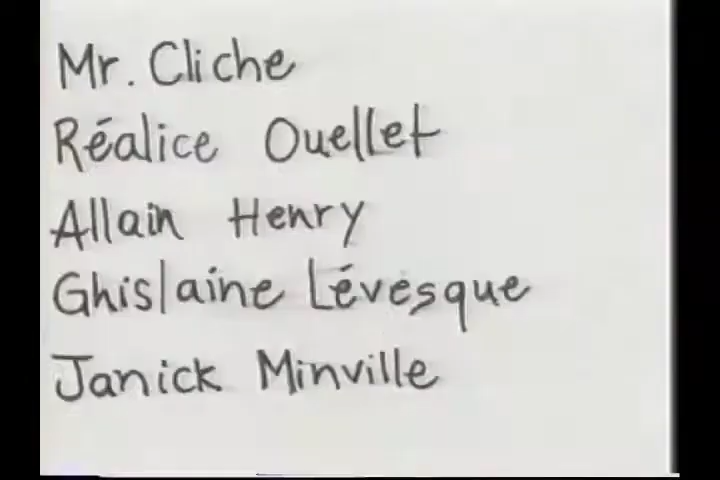 Mr. Cliche
Réalice Ouellet
Allain Henry
Ghislaine Lévesque
Janick Minville